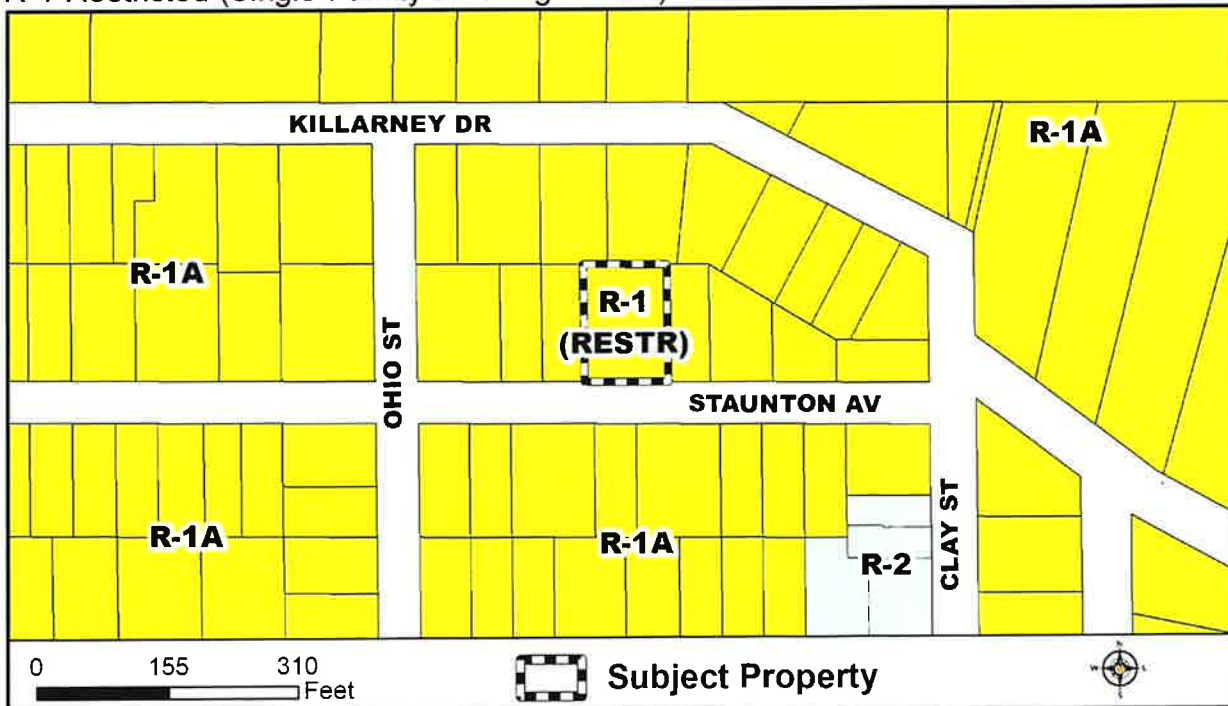 KILLARNEY DR
R-1A
R-1A
R-1
(RESTR)
OHIO ST
STAUNTON AV
R-1A
R-1A
R-2
CLAY ST
0 155 310
Feet
Subject Property
N
W
S